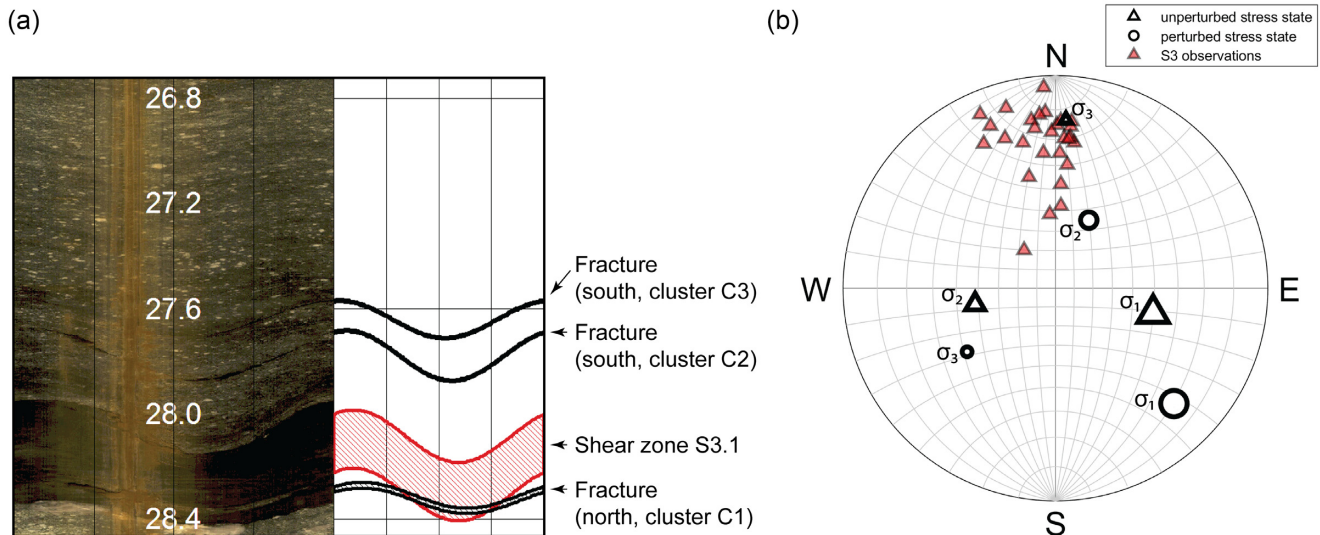 (a)
26.8
27.2
27.6
28.0
28.4
Fracture
(south, cluster C3)
Fracture
(south, cluster C2)
Shear zone S3.1
Fracture
(north, cluster C1)
(b)
unperturbed stress state
perturbed stress state
S3 observations
N
σ₃
σ₂
W
σ₂
σ₁
E
σ₃
σ₁
S